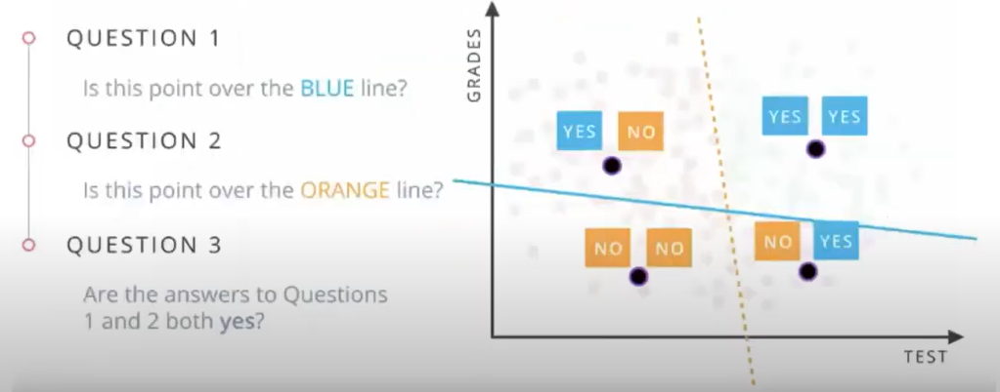 QUESTION 1
Is this point over the BLUE line?
QUESTION 2
Is this point over the ORANGE line?
QUESTION 3
Are the answers to Questions
1 and 2 both yes?
GRADES
YES NO
YES YES
NO NO
NO YES
TEST